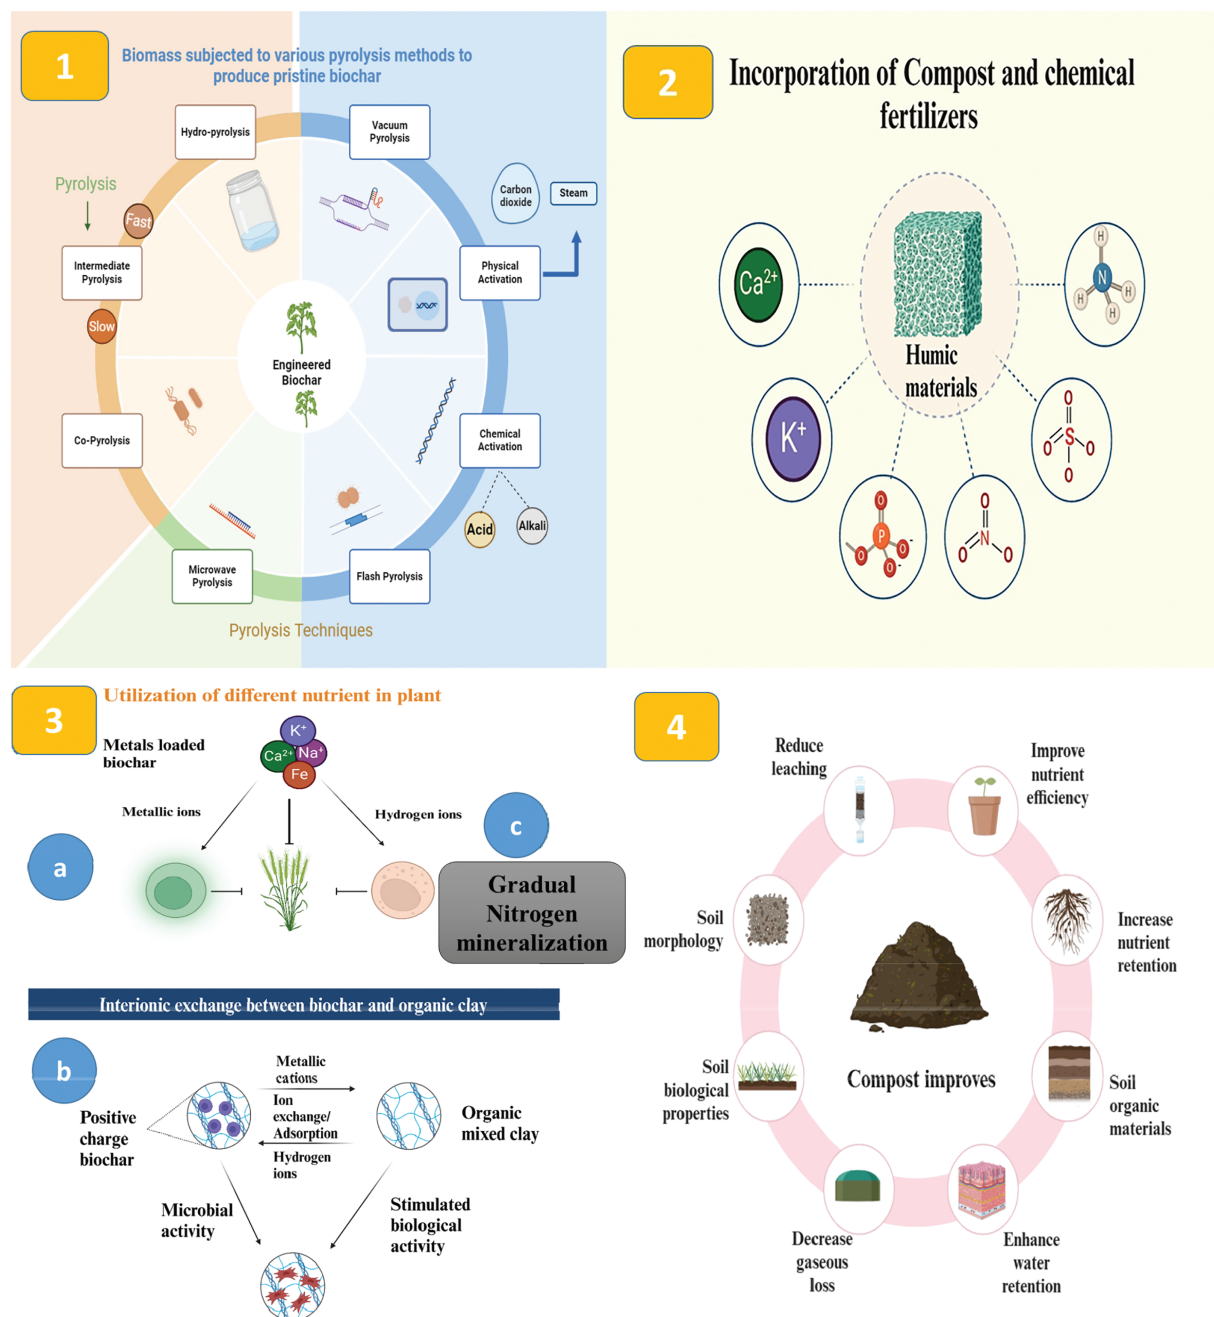 1
Biomass subjected to various pyrolysis methods to
produce pristine biochar
Hydro-pyrolysis
Vacuum
Pyrolysis
Pyrolysis
Fast
Intermediate
Pyrolysis
Slow
Co-Pyrolysis
Microwave
Pyrolysis
Flash Pyrolysis
Chemical
Activation
Acid
Alkali
Physical
Activation
Carbon
dioxide
Steam
Engineered
Biochar
Pyrolysis Techniques
2
Incorporation of Compost and chemical
fertilizers
Ca2+
K+
Humic
materials
H
N
H
H
H
O
S
O
O
O
O
P
O
O-
O-
O
N
O
O
3
Utilization of different nutrient in plant
Metals loaded
biochar
K+
Ca2+
Na+
Fe
Metallic ions
Hydrogen ions
a
c
Gradual
Nitrogen
mineralization
Interionic exchange between biochar and organic clay
b
Positive
charge
biochar
Metallic
cations
Ion
exchange/
Adsorption
Hydrogen
ions
Organic
mixed clay
Microbial
activity
Stimulated
biological
activity
4
Reduce
leaching
Improve
nutrient
efficiency
Soil
morphology
Increase
nutrient
retention
Soil
biological
properties
Compost improves
Soil
organic
materials
Decrease
gaseous
loss
Enhance
water
retention